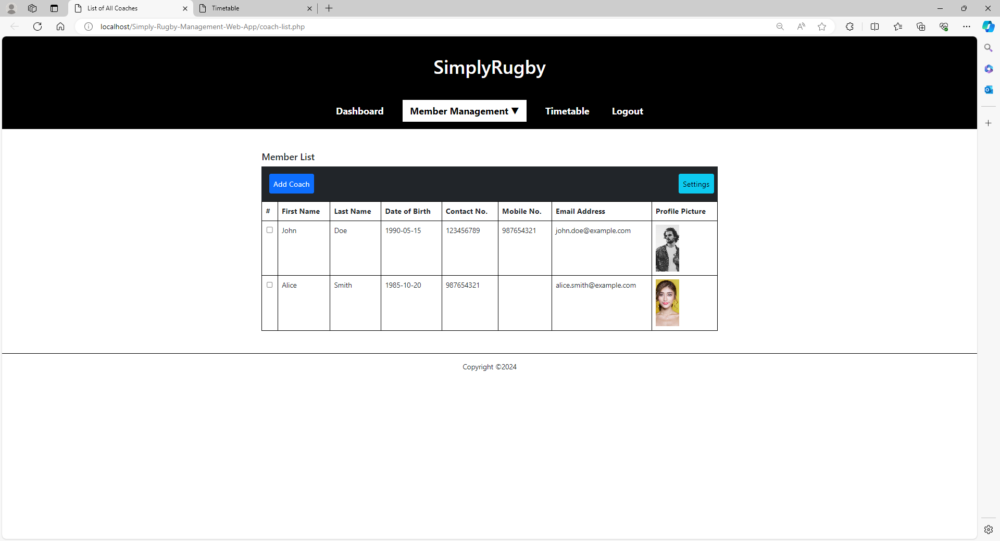 List of All Coaches
Timetable
localhost/Simply-Rugby-Management-Web-App/coach-list.php
SimplyRugby
Dashboard Member Management ▼ Timetable Logout
Member List
Add Coach Settings
# First Name Last Name Date of Birth Contact No. Mobile No. Email Address Profile Picture
John Doe 1990-05-15 123456789 987654321 john.doe@example.com
Alice Smith 1985-10-20 987654321 alice.smith@example.com
Copyright ©2024